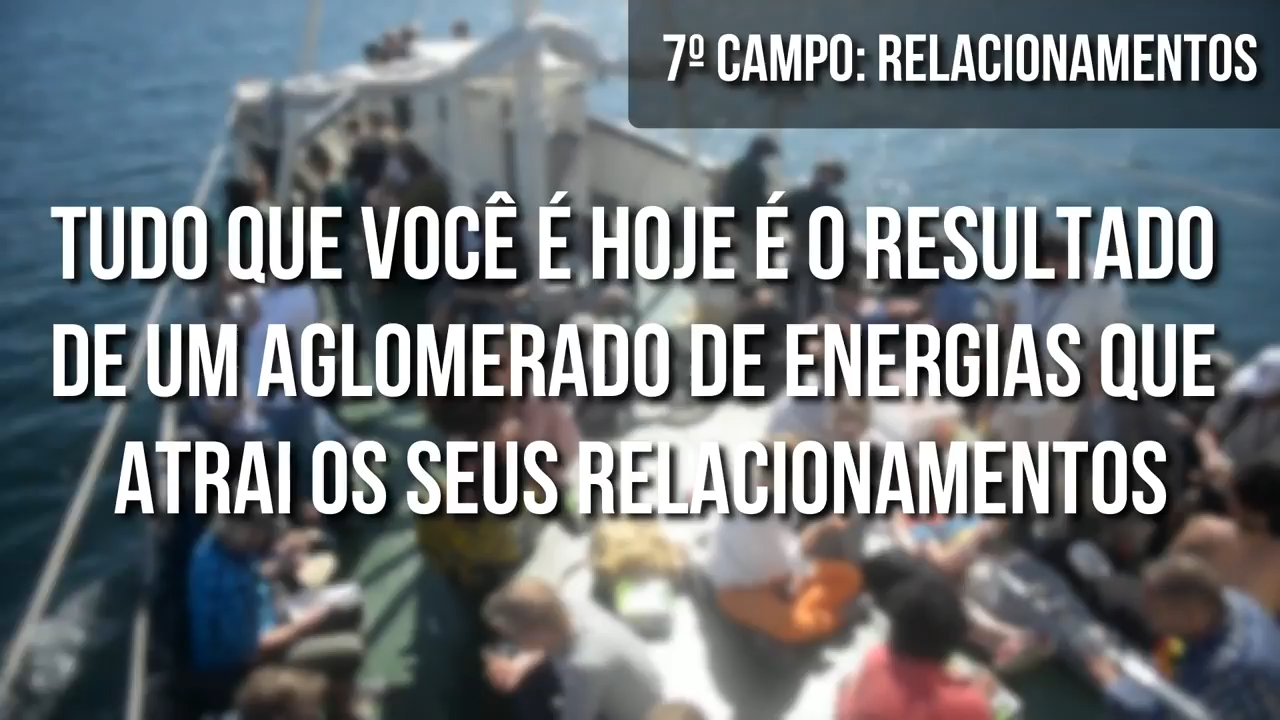 7º CAMPO: RELACIONAMENTOS
TUDO QUE VOCÊ É HOJE É O RESULTADO
DE UM AGLOMERADO DE ENERGIAS QUE
ATRAI OS SEUS RELACIONAMENTOS